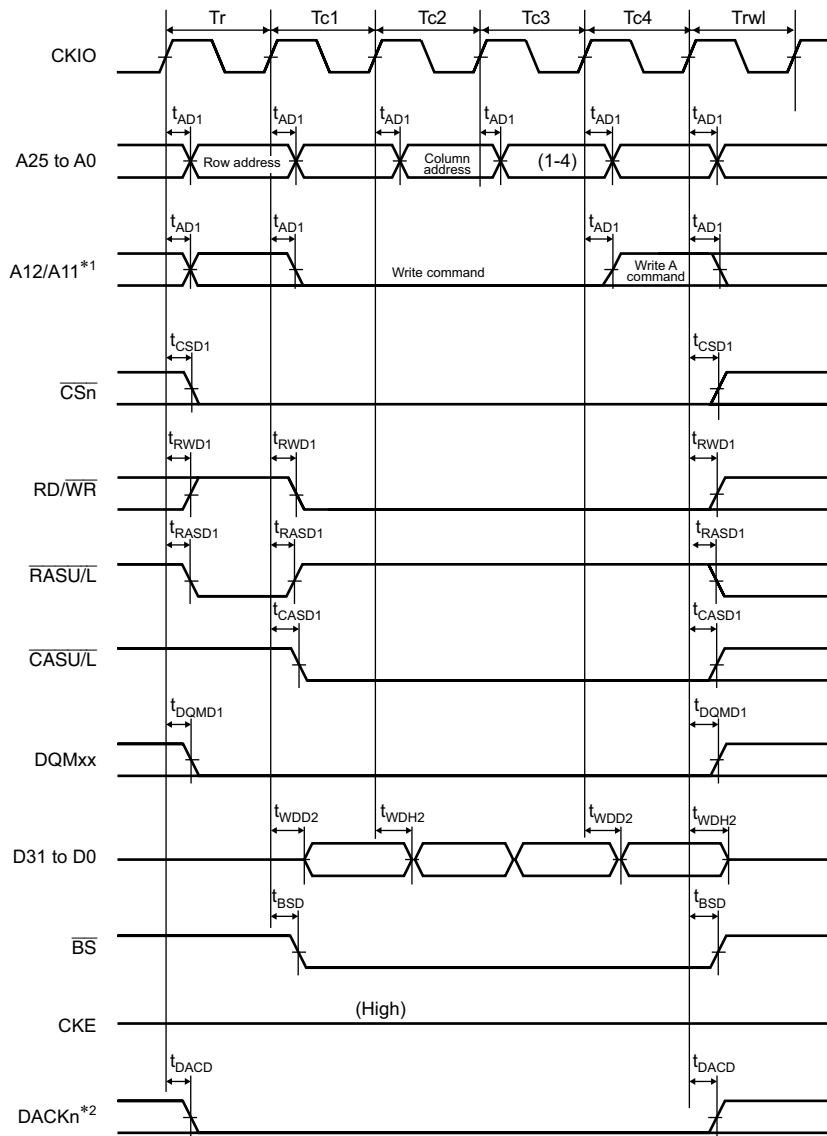 Tr Tc1 Tc2 Tc3 Tc4 Trwl
CKIO
tAD1 tAD1 tAD1 tAD1 tAD1 tAD1
A25 to A0 Row address Column address (1-4)
tAD1 tAD1 tAD1 tAD1
A12/A11*1 Write command Write A command
tCSD1 tCSD1
CSn
tRWD1 tRWD1 tRWD1
RD/WR
tRASD1 tRASD1 tRASD1
RASU/L
tCASD1 tCASD1
CASU/L
tDQMD1 tDQMD1
DQMxx
tWDD2 tWDH2 tWDD2 tWDH2
D31 to D0
tBSD tBSD
BS
(High)
CKE
tDACD tDACD
DACKn*2